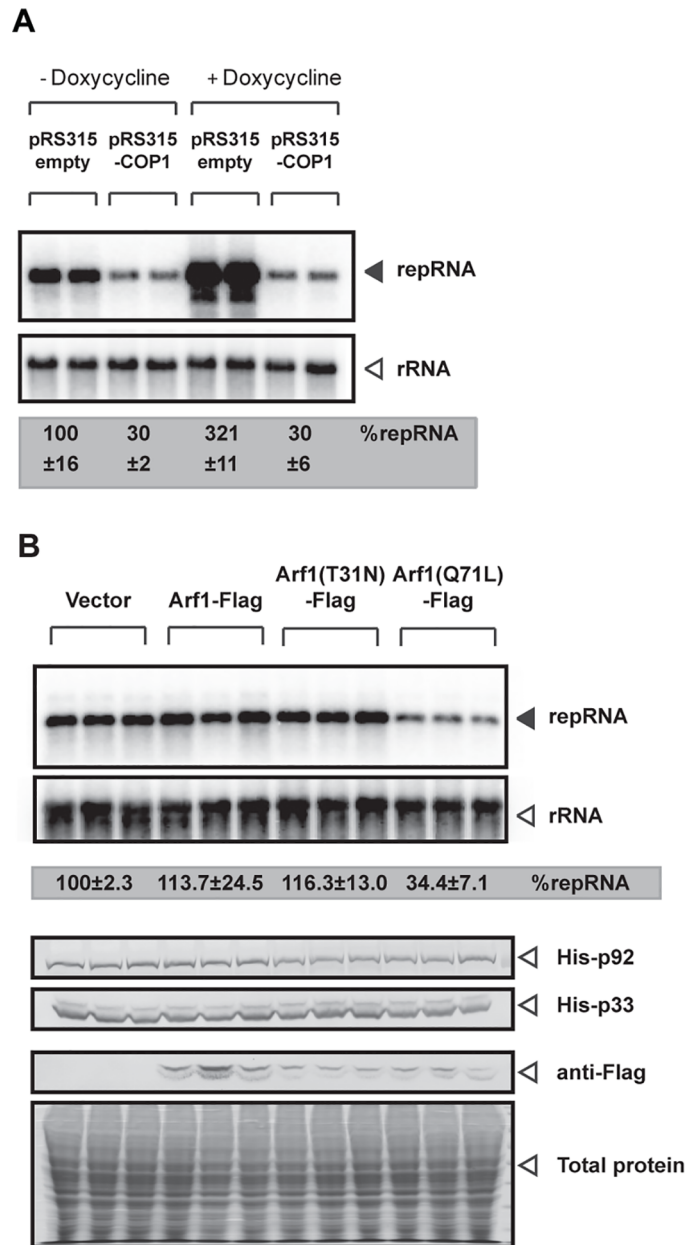 A
- Doxycycline + Doxycycline
pRS315 pRS315 pRS315 pRS315
empty -COP1 empty -COP1
repRNA
rRNA
100 30 321 30 %repRNA
±16 ±2 ±11 ±6
B
Arf1(T31N) Arf1(Q71L)
Vector Arf1-Flag -Flag -Flag
repRNA
rRNA
100±2.3 113.7±24.5 116.3±13.0 34.4±7.1 %repRNA
His-p92
His-p33
anti-Flag
Total protein